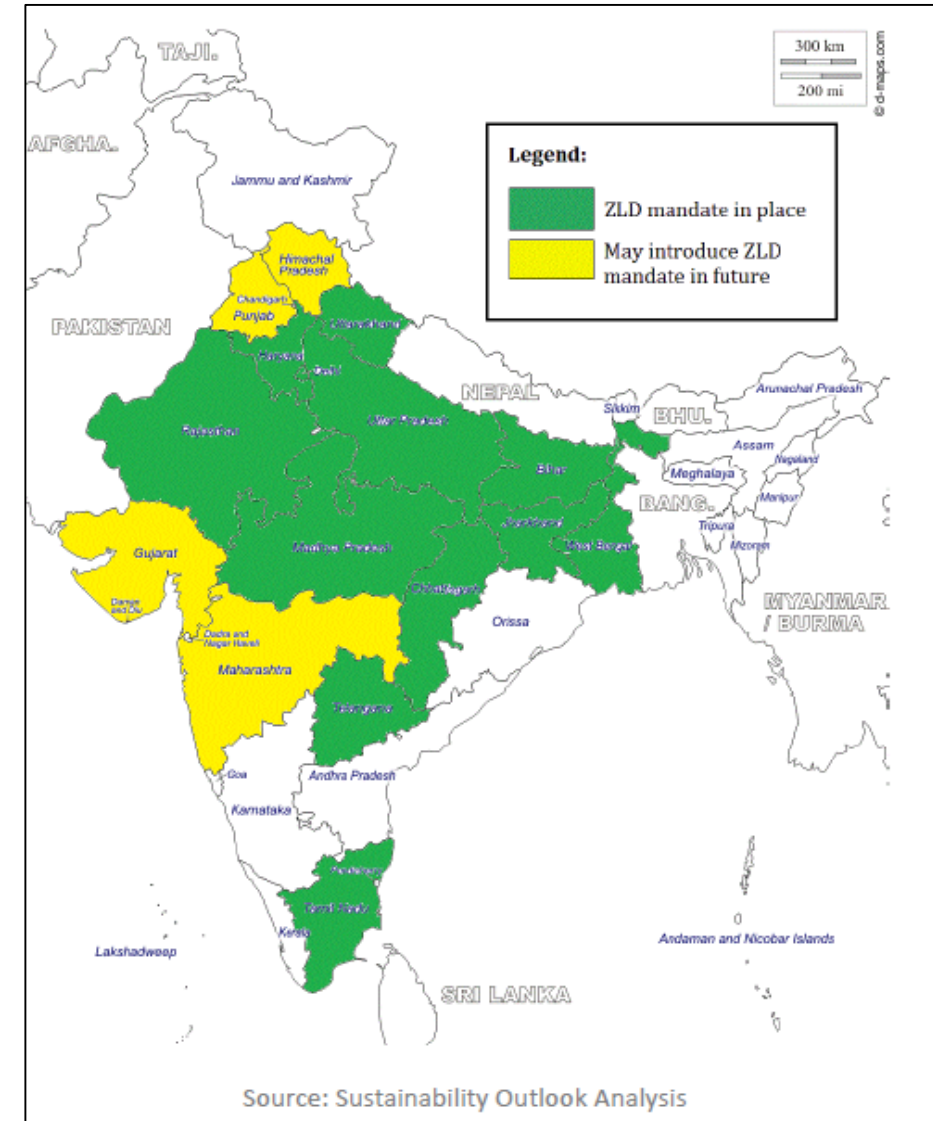 TAJI.
300 km
200 mi
© d-maps.com
AFGHA.
Legend:
ZLD mandate in place
May introduce ZLD
mandate in future
Jammu and Kashmir
Himachal
Pradesh
Chandigarh
Punjab
PAKISTAN
Uttarakhand
Haryana
Delhi
NEPAL
Sikkim
BHU.
Arunachal Pradesh
Rajasthan
Uttar Pradesh
Assam
Nagaland
Bihar
Meghalaya
Manipur
BANG.
Tripura
Mizoram
Jharkhand
West Bengal
Gujarat
Madhya Pradesh
Chhattisgarh
Daman
and Diu
MYANMAR
/ BURMA
Orissa
Dadra and
Nagar Haveli
Maharashtra
Telangana
Goa
Andhra Pradesh
Karnataka
Tamil Nadu
Kerala
Lakshadweep
Andaman and Nicobar Islands
SRI LANKA
Source: Sustainability Outlook Analysis